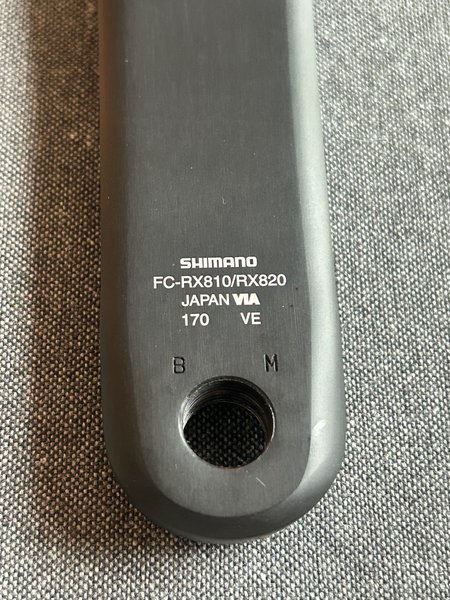 SHIMANO
FC-RX810/RX820
JAPAN VIA
170 VE
B M